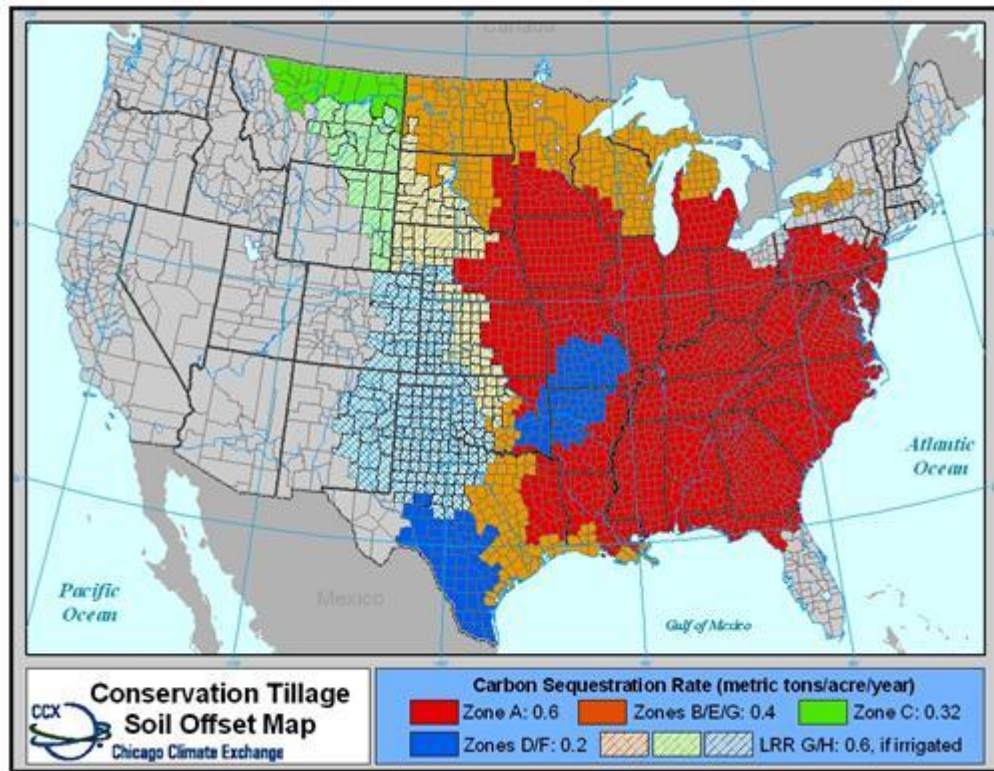 Canada
Atlantic
Ocean
Pacific
Ocean
Mexico
Gulf of Mexico
Conservation Tillage
Soil Offset Map
CCX
Chicago Climate Exchange
Carbon Sequestration Rate (metric tons/acre/year)
Zone A: 0.6
Zones B/E/G: 0.4
Zone C: 0.32
Zones D/F: 0.2
LRR G/H: 0.6, if irrigated